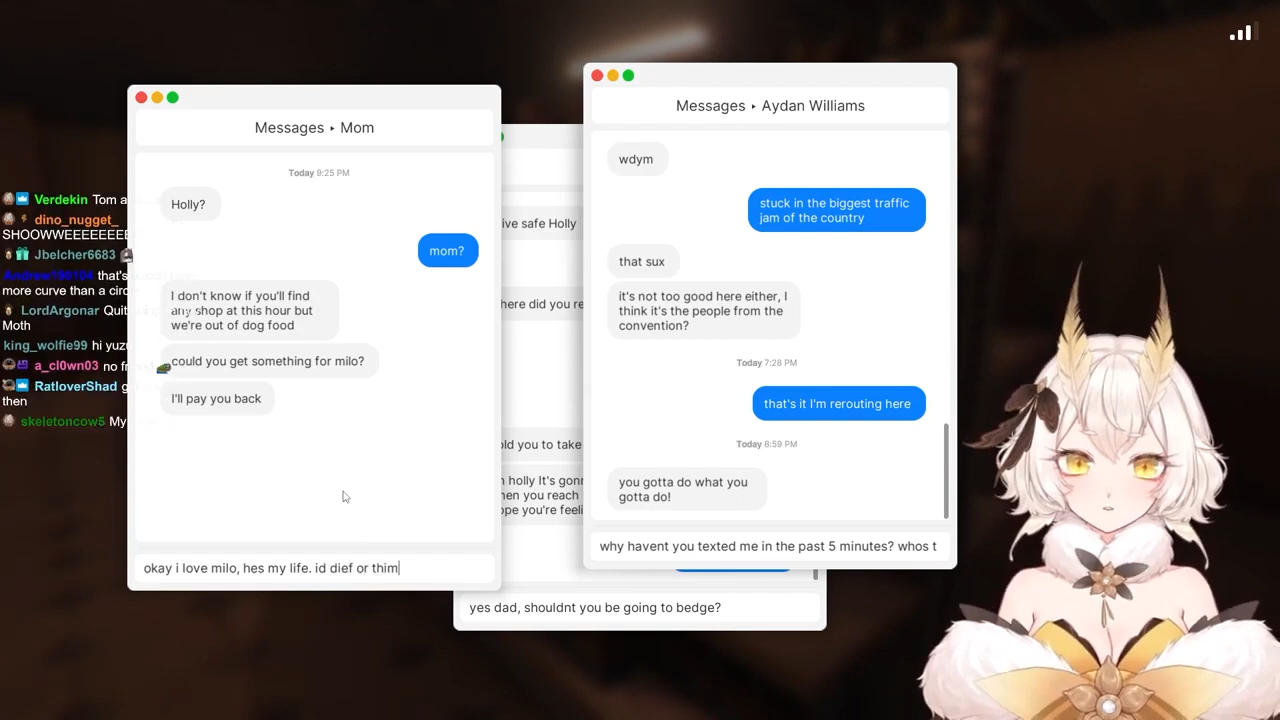 Messages ▸ Mom
Today 9:25 PM
Holly?
mom?
I don't know if you'll find
any shop at this hour but
we're out of dog food
could you get something for milo?
I'll pay you back
okay i love milo, hes my life. id dief or thim
ive safe Holly
here did you re
old you to take
holly It's gonn
hen you reach
ope you're feeli
yes dad, shouldnt you be going to bedge?
Messages ▸ Aydan Williams
wdym
stuck in the biggest traffic
jam of the country
that sux
it's not too good here either, I
think it's the people from the
convention?
Today 7:28 PM
that's it I'm rerouting here
Today 8:59 PM
you gotta do what you
gotta do!
why havent you texted me in the past 5 minutes? whos t
Verdekin Tom a
dino_nugget_
SHOOWWEEEEEEE
Jbelcher6683
Andrew198104 that's
more curve than a circ
LordArgonar Quit
Moth
king_wolfie99 hi yuzu
a_cl0wn03 no fr
RatloverShad g
then
skeletoncow5 My